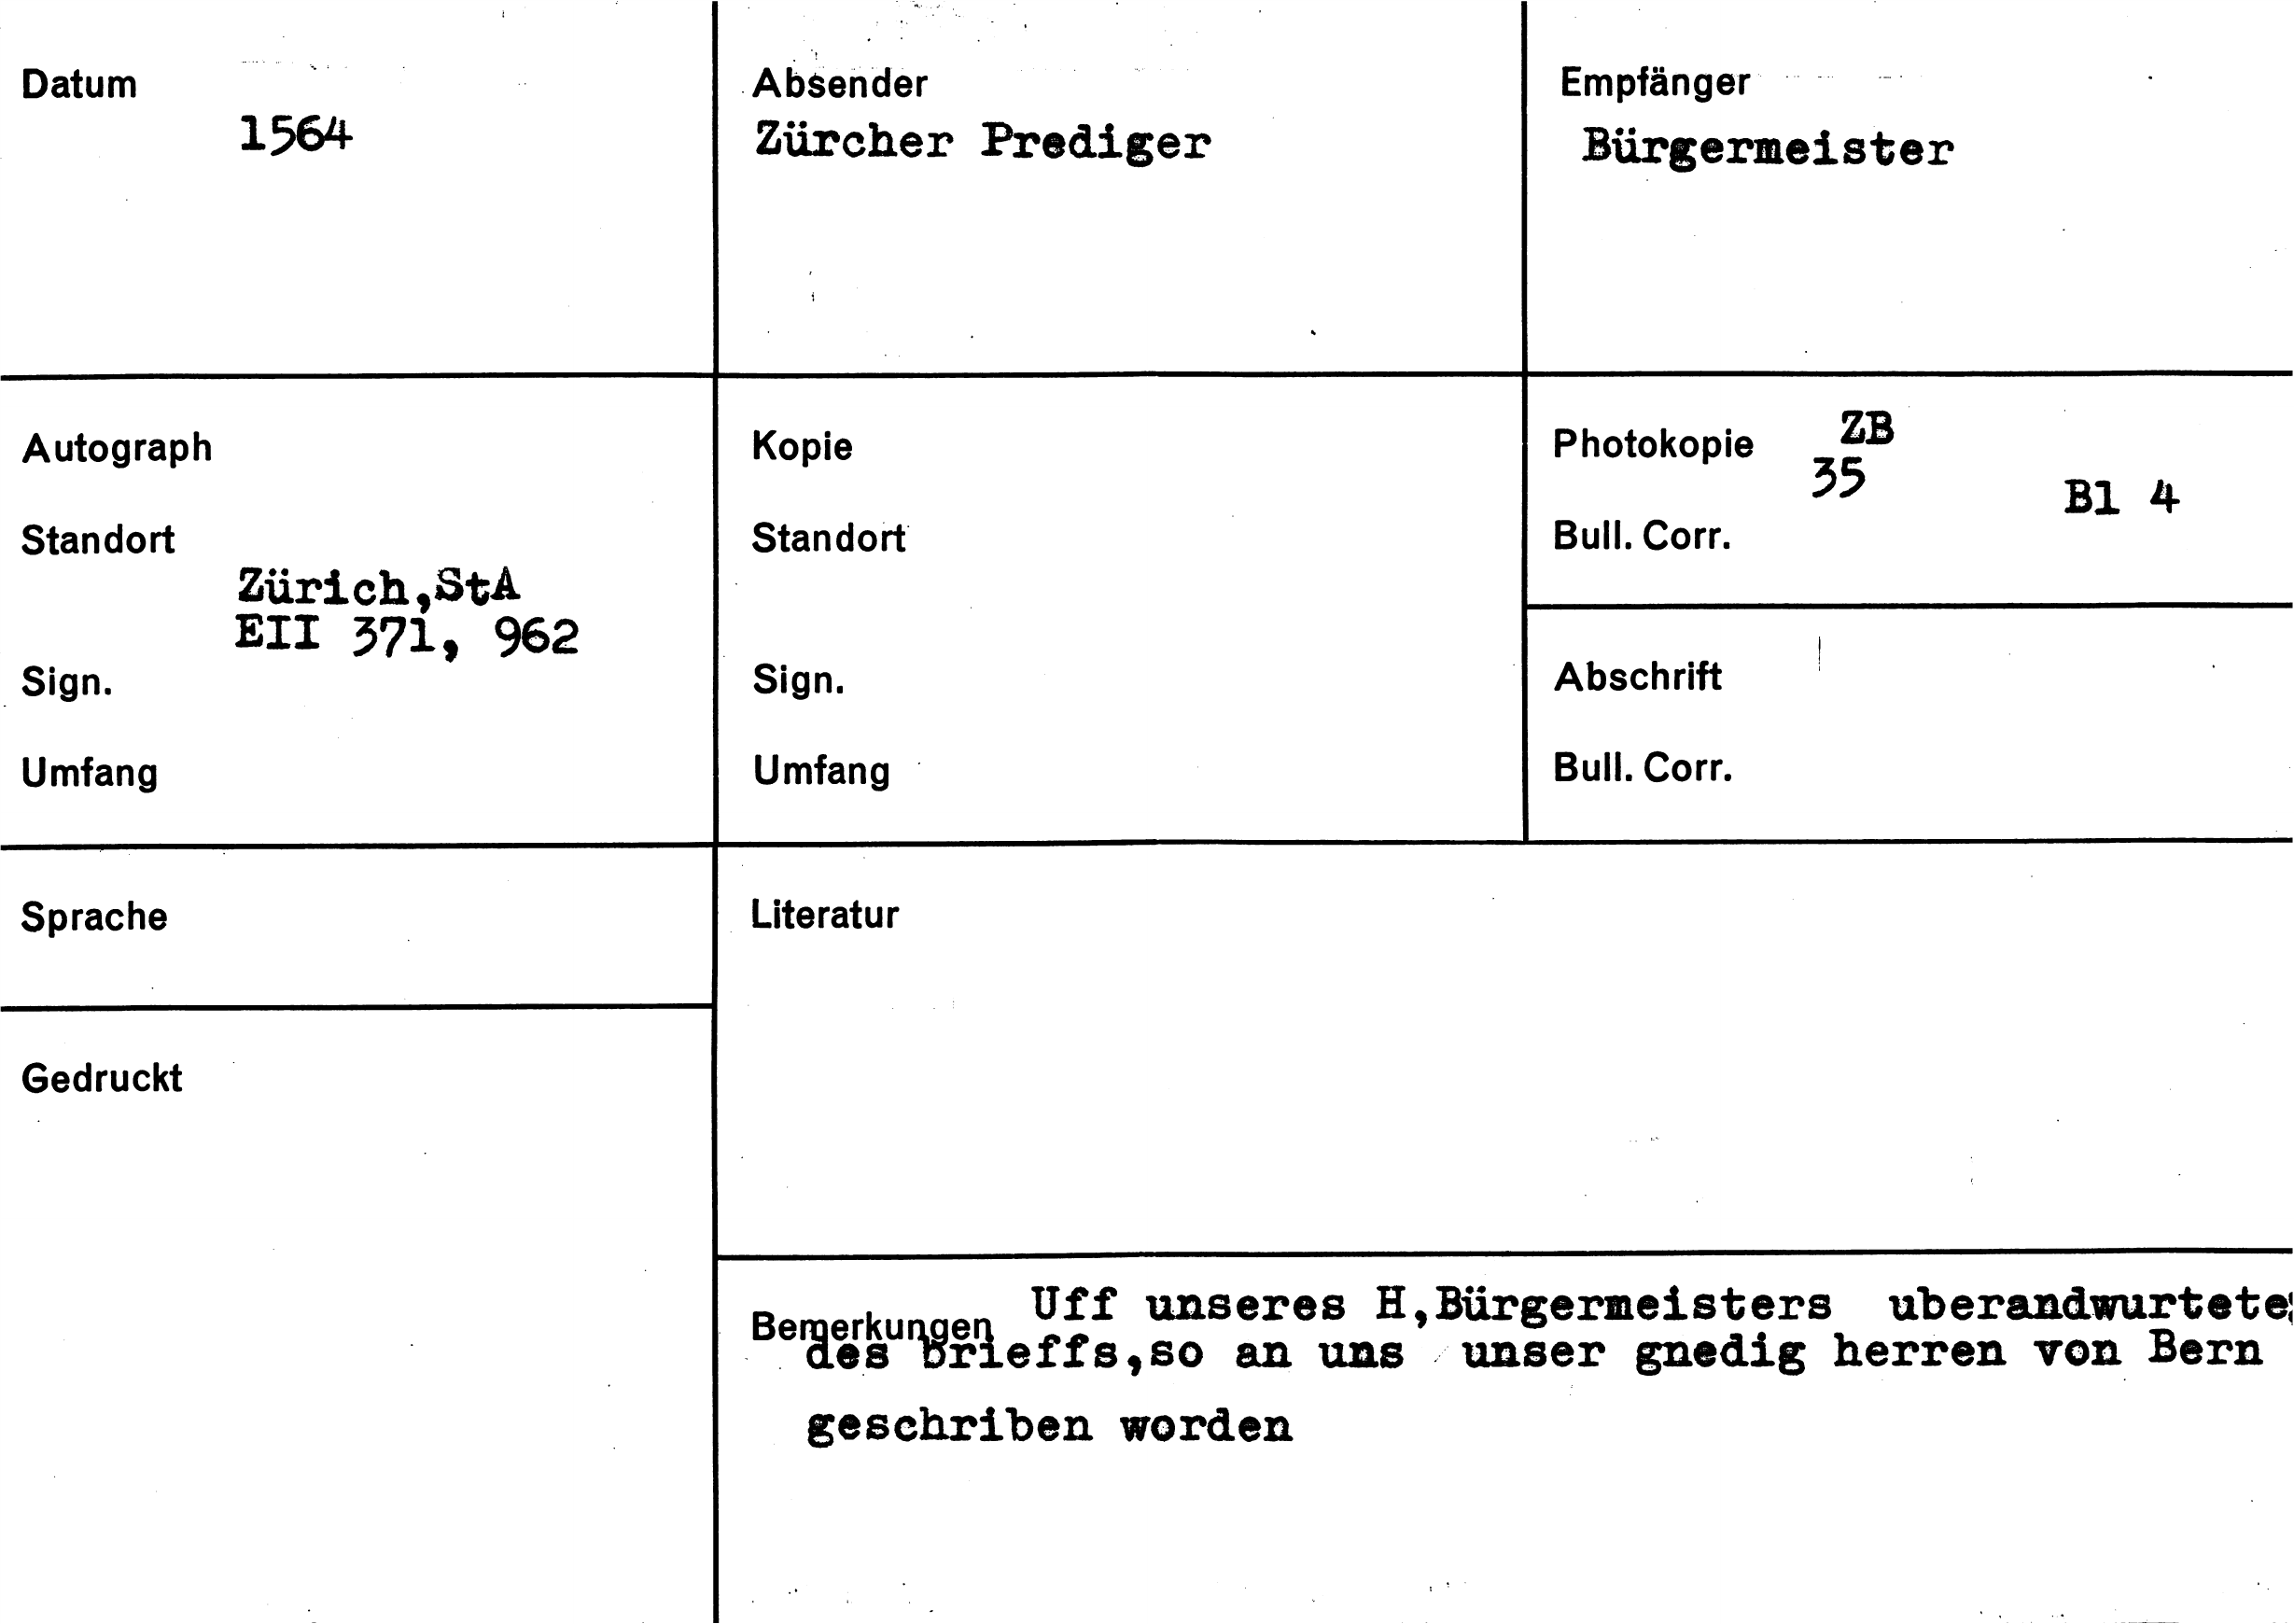 Datum
1564
Absender
Zürcher Prediger
Empfänger
Bürgermeister
Autograph
Standort
Zürich,StA
EII 371, 962
Sign.
Umfang
Kopie
Standort
Sign.
Umfang
Photokopie ZB
35
Bl 4
Bull. Corr.
Abschrift
Bull. Corr.
Sprache
Gedruckt
Literatur
Bemerkungen Uff unseres H,Bürgermeisters uberandwurtete
des brieffs,so an uns unser gnedig herren von Bern
geschriben worden